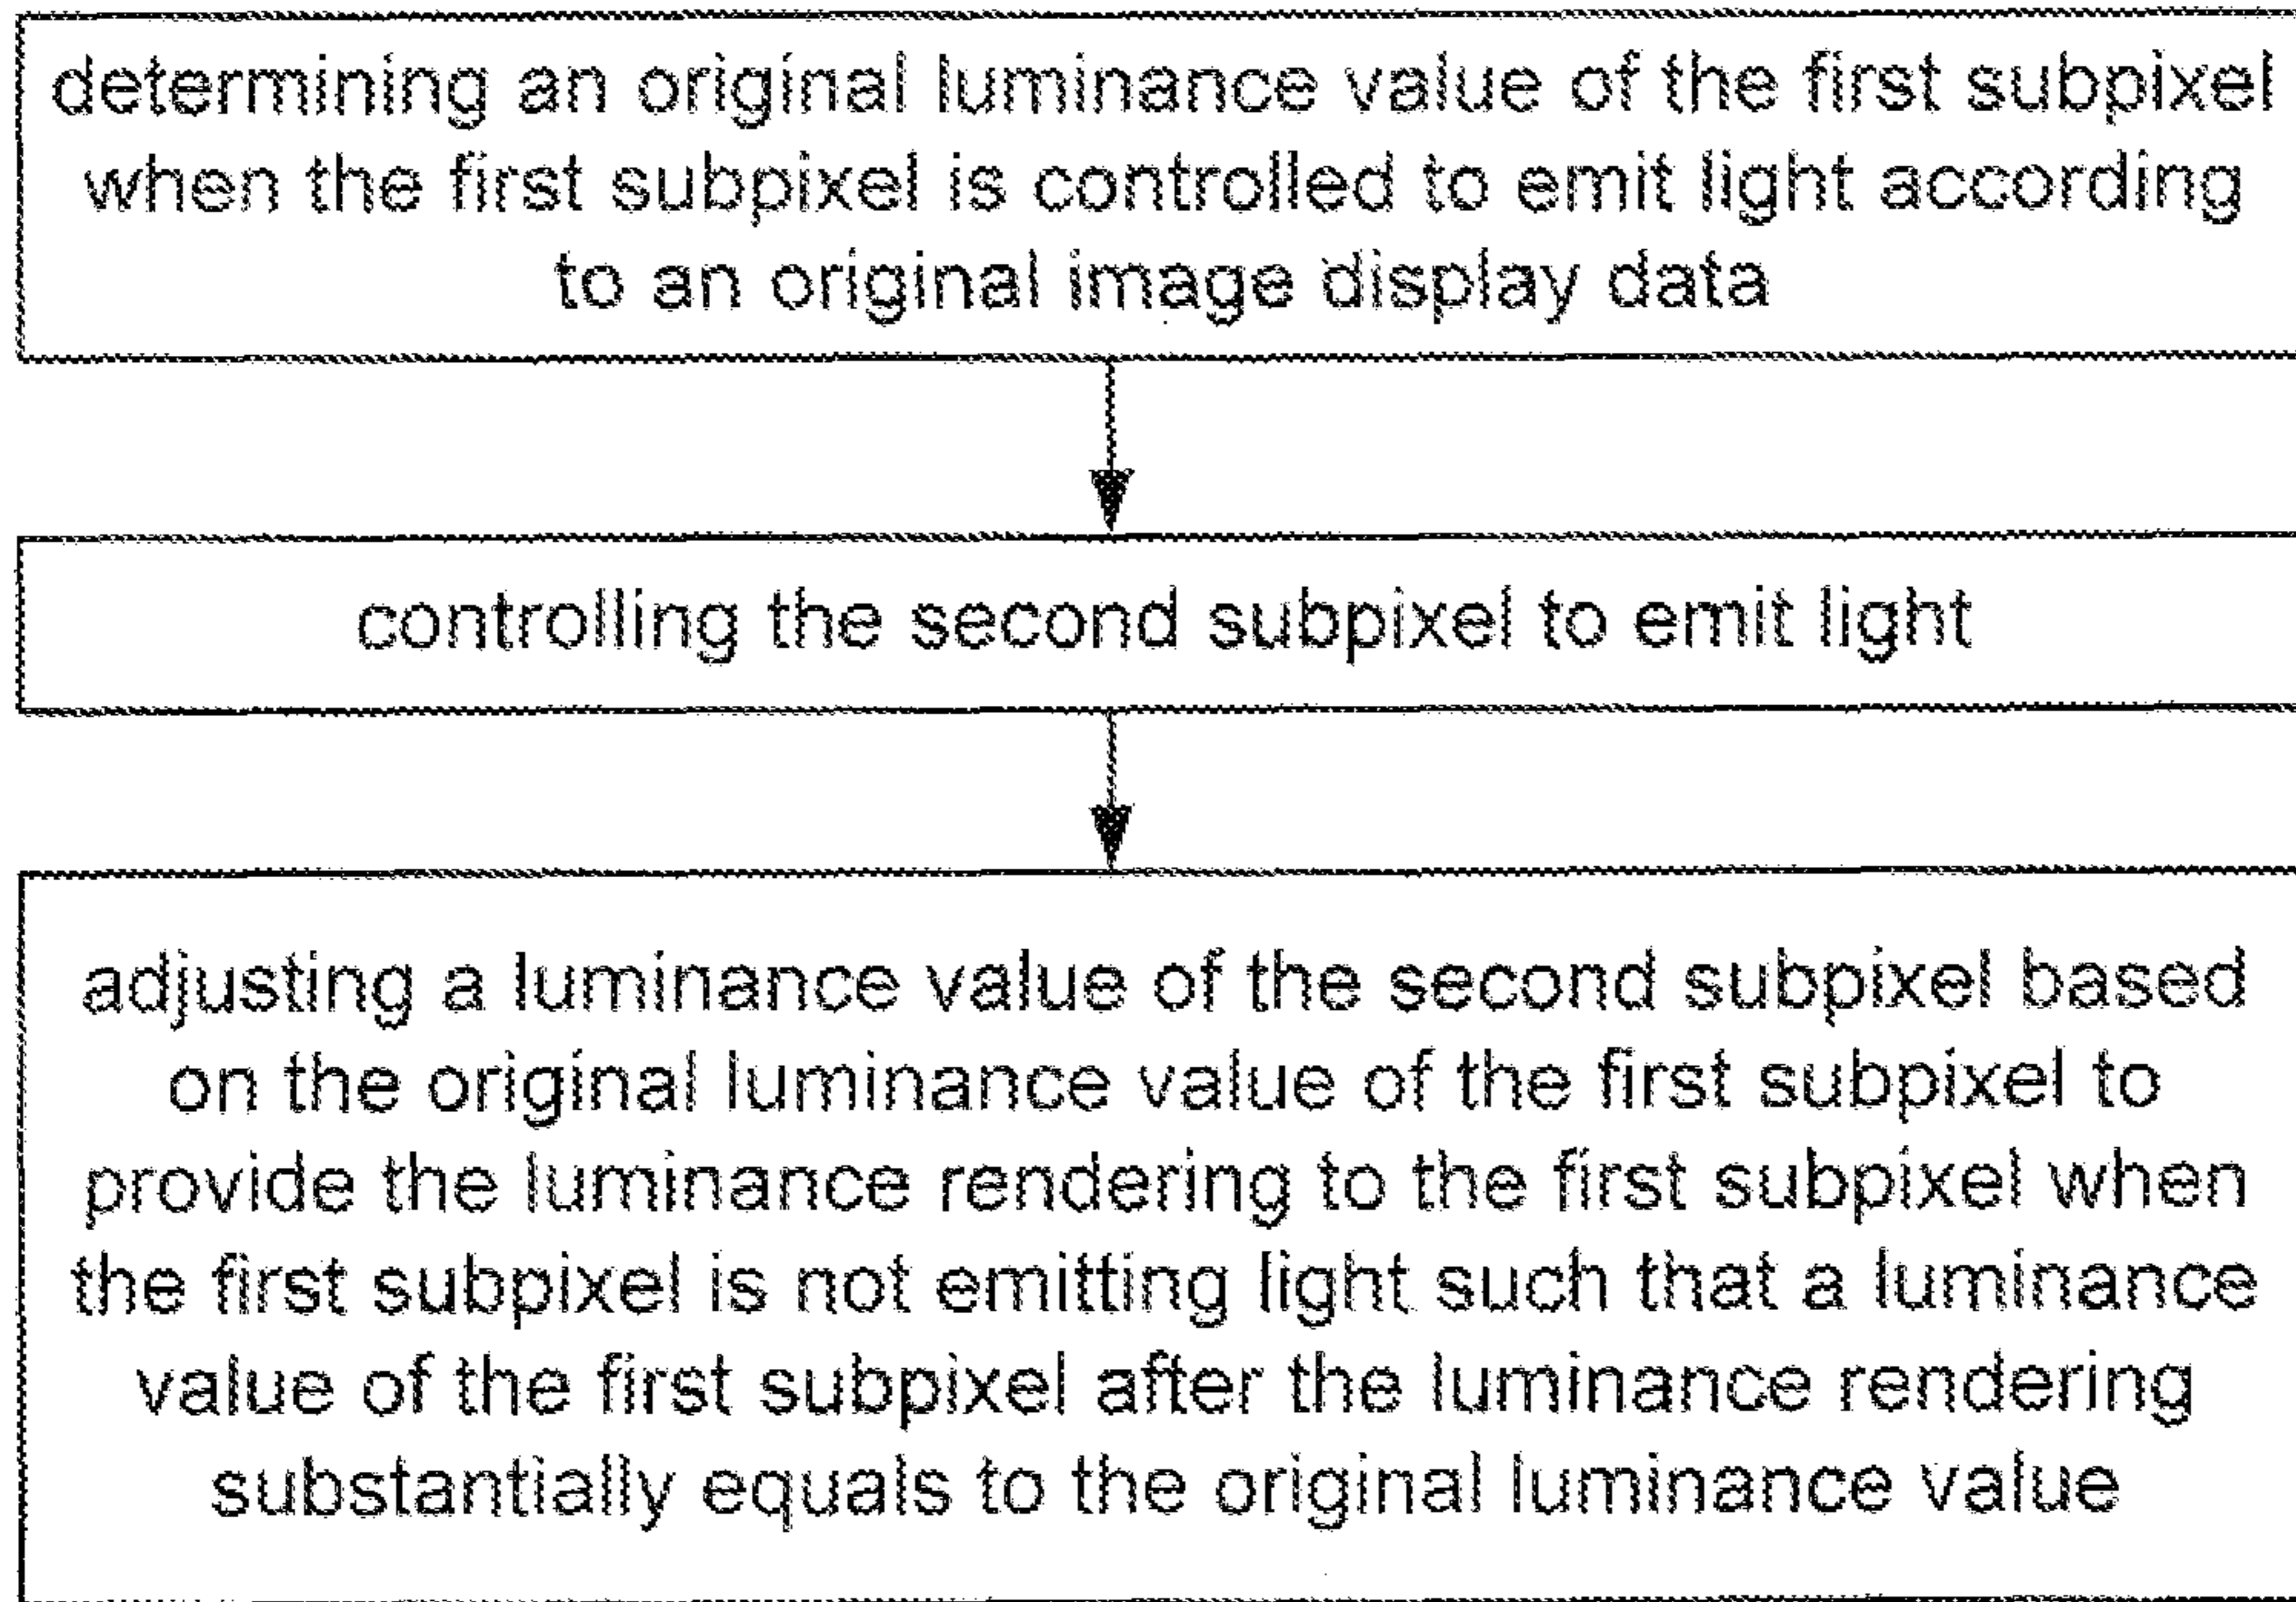 determining an original luminance value of the first subpixel
when the first subpixel is controlled to emit light according
to an original image display data
controlling the second subpixel to emit light
adjusting a luminance value of the second subpixel based
on the original luminance value of the first subpixel to
provide the luminance rendering to the first subpixel when
the first subpixel is not emitting light such that a luminance
value of the first subpixel after the luminance rendering
substantially equals to the original luminance value